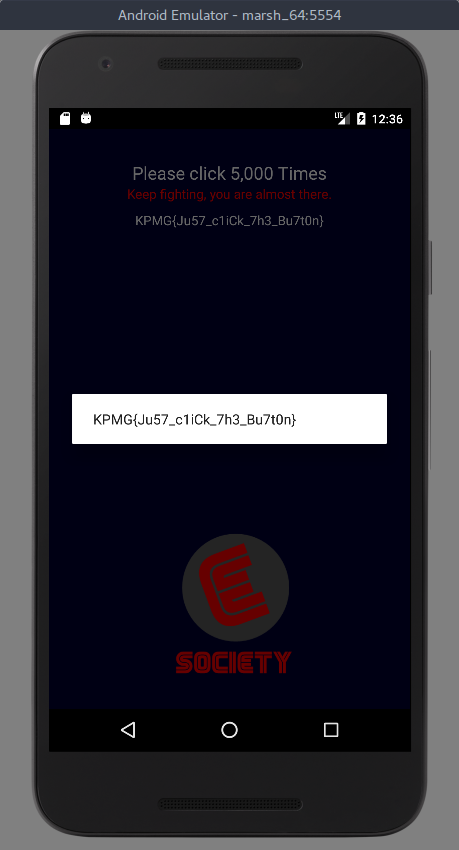 Android Emulator - marsh_64:5554
LTE 12:36
Please click 5,000 Times
Keep fighting, you are almost there.
KPMG{Ju57_c1iCk_7h3_Bu7t0n}
KPMG{Ju57_c1iCk_7h3_Bu7t0n}
E
SOCIETY